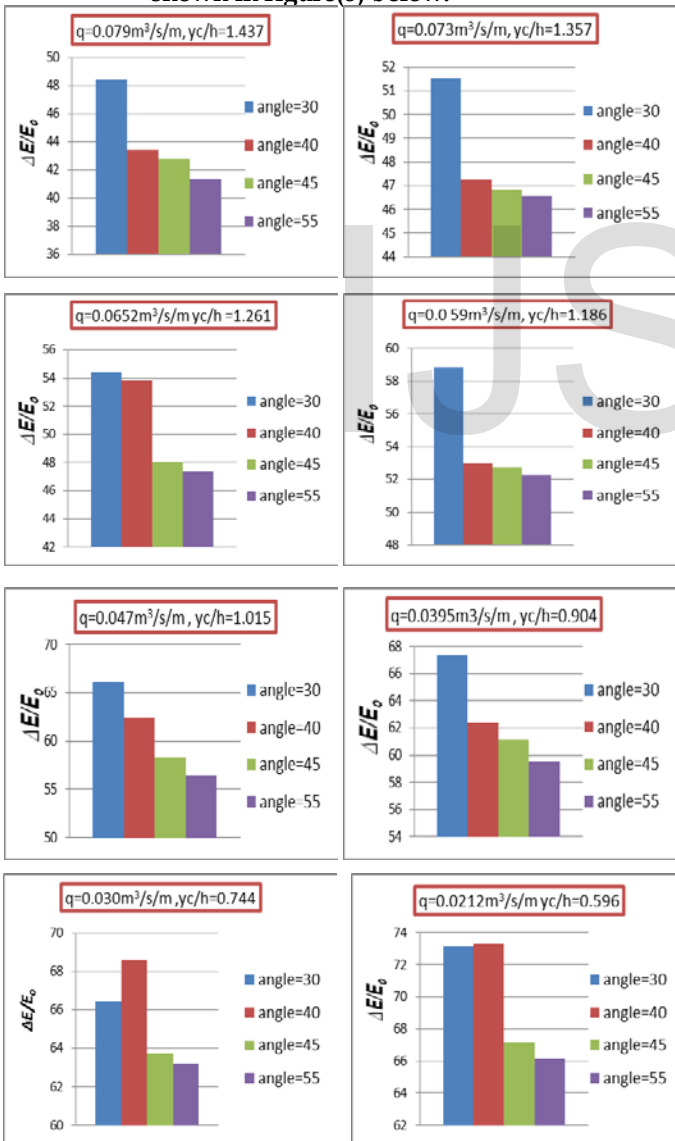 q=0.079m³/s/m, yc/h=1.437
50
48
46
44
42
40
38
36
ΔE/E₀
angle=30
angle=40
angle=45
angle=55
q=0.073m³/s/m, yc/h=1.357
52
51
50
49
48
47
46
45
44
ΔE/E₀
angle=30
angle=40
angle=45
angle=55
IJS
q=0.0652m³/s/m yc/h =1.261
56
54
52
50
48
46
44
42
ΔE/E₀
angle=30
angle=40
angle=45
angle=55
q=0.0 59m³/s/m, yc/h=1.186
60
58
56
54
52
50
48
ΔE/E₀
angle=30
angle=40
angle=45
angle=55
q=0.047m³/s/m , yc/h=1.015
70
65
60
55
50
ΔE/E₀
angle=30
angle=40
angle=45
angle=55
q=0.0395m3/s/m , yc/h=0.904
68
66
64
62
60
58
56
54
ΔE/E₀
angle=30
angle=40
angle=45
angle=55
q=0.030m³/s/m ,yc/h=0.744
70
68
66
64
62
60
ΔE/E₀
angle=30
angle=40
angle=45
angle=55
q=0.0212m³/s/m yc/h=0.596
74
72
70
68
66
64
62
ΔE/E₀
angle=30
angle=40
angle=45
angle=55